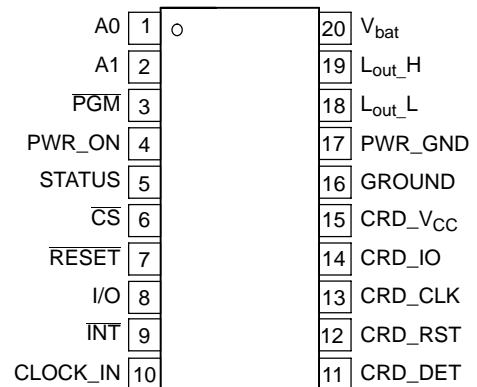 A0 1 20 Vbat
A1 2 19 Lout_H
PGM 3 18 Lout_L
PWR_ON 4 17 PWR_GND
STATUS 5 16 GROUND
CS 6 15 CRD_VCC
RESET 7 14 CRD_IO
I/O 8 13 CRD_CLK
INT 9 12 CRD_RST
CLOCK_IN 10 11 CRD_DET